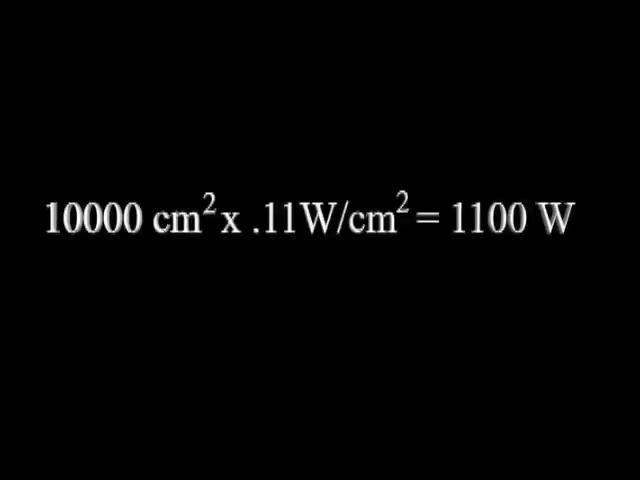 10000 cm² x .11W/cm² = 1100 W